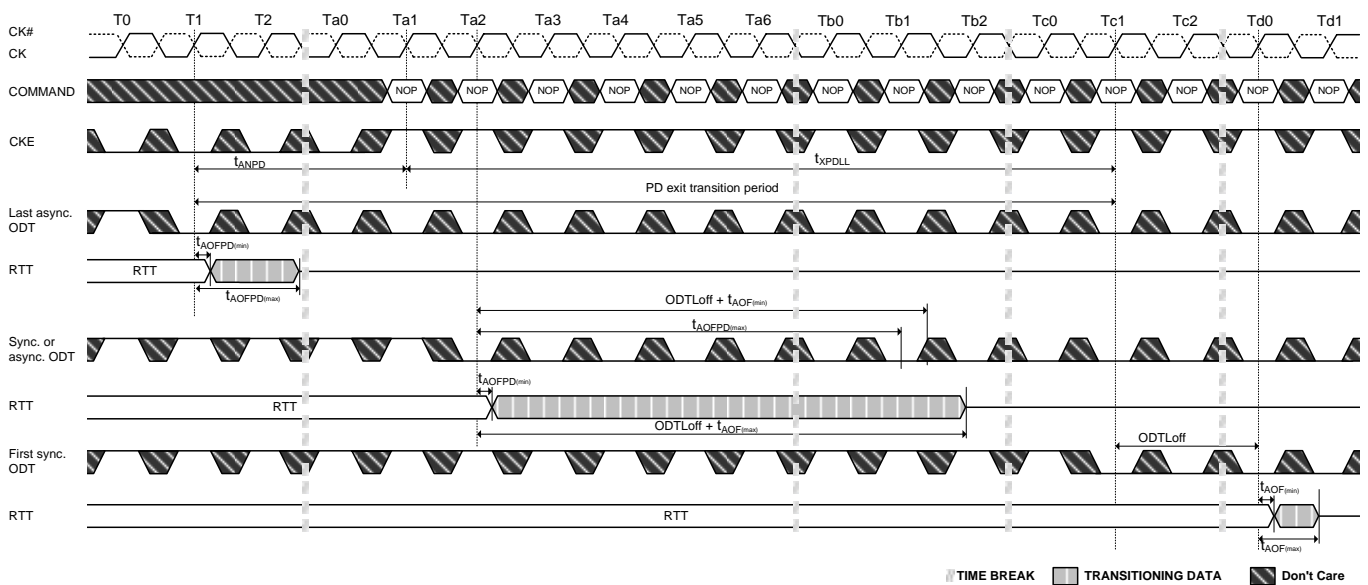 T0 T1 T2 Ta0 Ta1 Ta2 Ta3 Ta4 Ta5 Ta6 Tb0 Tb1 Tb2 Tc0 Tc1 Tc2 Td0 Td1
CK#
CK
COMMAND NOP NOP NOP NOP NOP NOP NOP NOP NOP NOP NOP NOP NOP NOP
CKE
tANPD tXPDLL
PD exit transition period
Last async.
ODT
tAOFPD(min)
RTT RTT
tAOFPD(max)
ODTLoff + tAOF(min)
tAOFPD(max)
Sync. or
async. ODT
tAOFPD(min)
RTT RTT
ODTLoff + tAOF(max)
ODTLoff
First sync.
ODT
tAOF(min)
RTT RTT
tAOF(max)
TIME BREAK TRANSITIONING DATA Don't Care